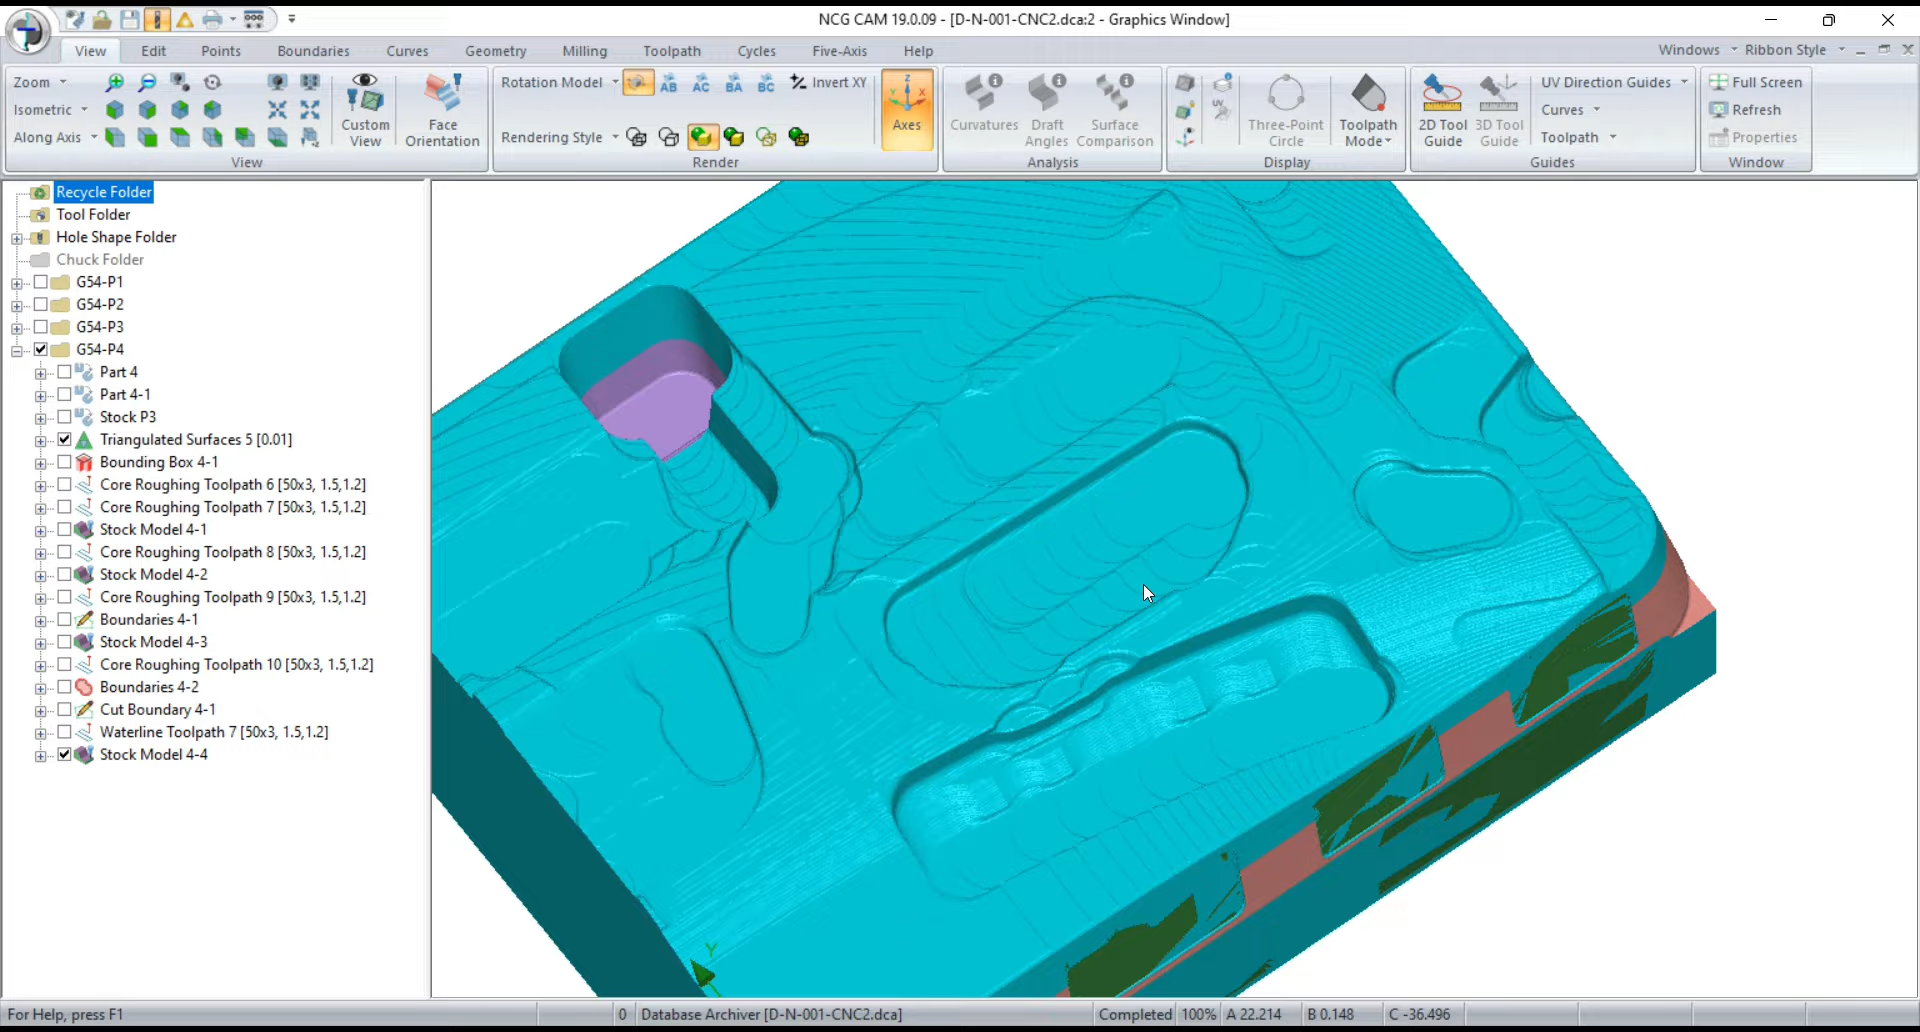 NCG CAM 19.0.09 - [D-N-001-CNC2.dca:2 - Graphics Window]
View Edit Points Boundaries Curves Geometry Milling Toolpath Cycles Five-Axis Help Windows Ribbon Style
Zoom
Isometric
Along Axis
Custom View
Face Orientation
View
Rotation Model AB AC BA BC Invert XY
Rendering Style
Render
Axes
Curvatures
Draft Angles
Surface Comparison
Analysis
Three-Point Circle
Toolpath Mode
Display
2D Tool Guide
3D Tool Guide
UV Direction Guides
Curves
Toolpath
Guides
Full Screen
Refresh
Properties
Window
Recycle Folder
Tool Folder
Hole Shape Folder
Chuck Folder
G54-P1
G54-P2
G54-P3
G54-P4
Part 4
Part 4-1
Stock P3
Triangulated Surfaces 5 [0.01]
Bounding Box 4-1
Core Roughing Toolpath 6 [50x3, 1.5,1.2]
Core Roughing Toolpath 7 [50x3, 1.5,1.2]
Stock Model 4-1
Core Roughing Toolpath 8 [50x3, 1.5,1.2]
Stock Model 4-2
Core Roughing Toolpath 9 [50x3, 1.5,1.2]
Boundaries 4-1
Stock Model 4-3
Core Roughing Toolpath 10 [50x3, 1.5,1.2]
Boundaries 4-2
Cut Boundary 4-1
Waterline Toolpath 7 [50x3, 1.5,1.2]
Stock Model 4-4
Y
For Help, press F1 0 Database Archiver [D-N-001-CNC2.dca] Completed 100% A 22.214 B 0.148 C -36.496